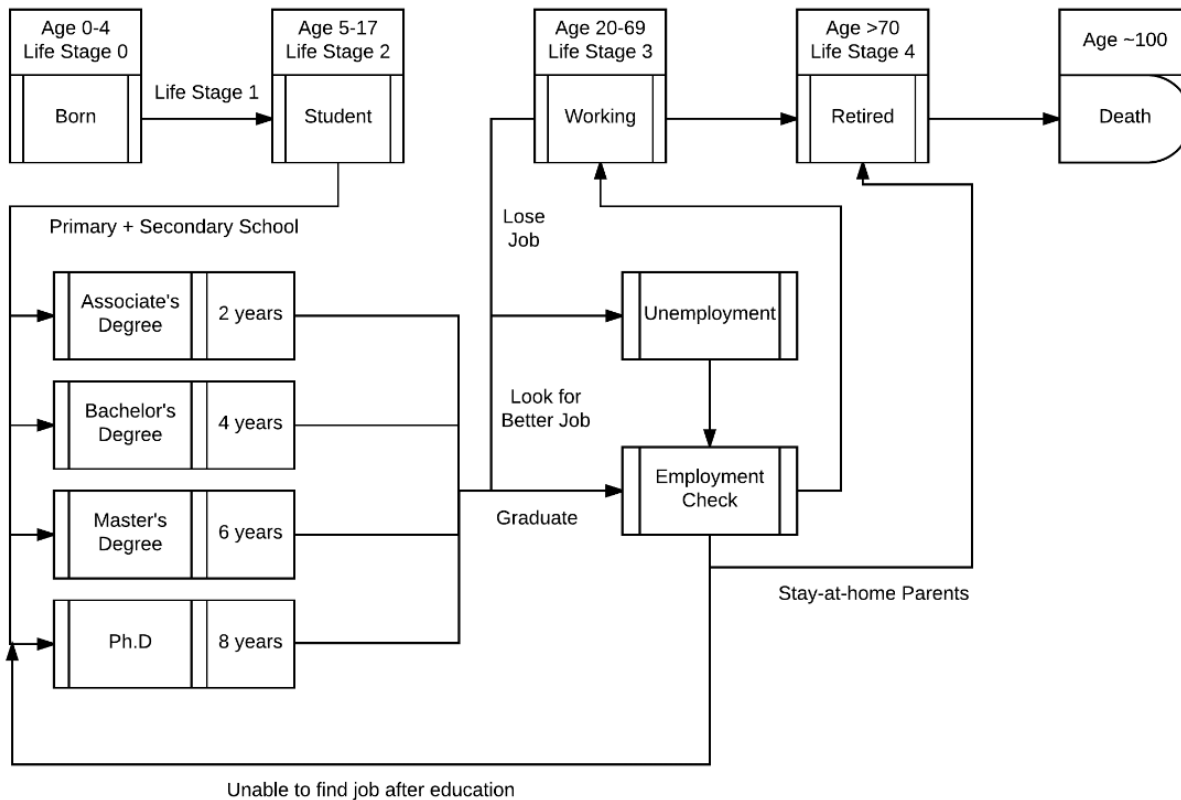 Age 0-4
Life Stage 0
Born
Life Stage 1
Age 5-17
Life Stage 2
Student
Age 20-69
Life Stage 3
Working
Age >70
Life Stage 4
Retired
Age ~100
Death
Primary + Secondary School
Associate's
Degree
2 years
Bachelor's
Degree
4 years
Master's
Degree
6 years
Ph.D
8 years
Lose
Job
Unemployment
Look for
Better Job
Graduate
Employment
Check
Stay-at-home Parents
Unable to find job after education